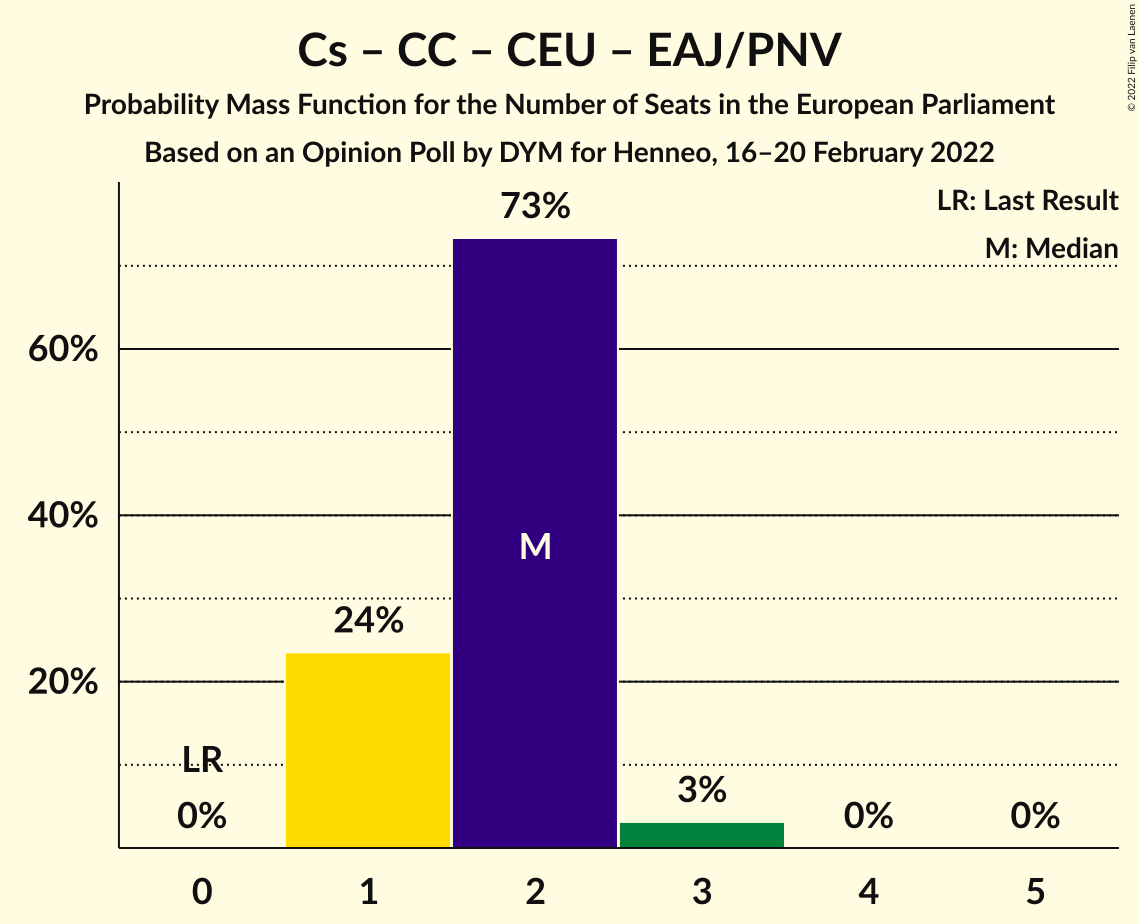 Cs – CC – CEU – EAJ/PNV
Probability Mass Function for the Number of Seats in the European Parliament
Based on an Opinion Poll by DYM for Henneo, 16–20 February 2022
© 2022 Filip van Laenen
LR: Last Result
M: Median
73%
60%
40%
M
24%
20%
LR
0%
3%
0%
0%
0 1 2 3 4 5